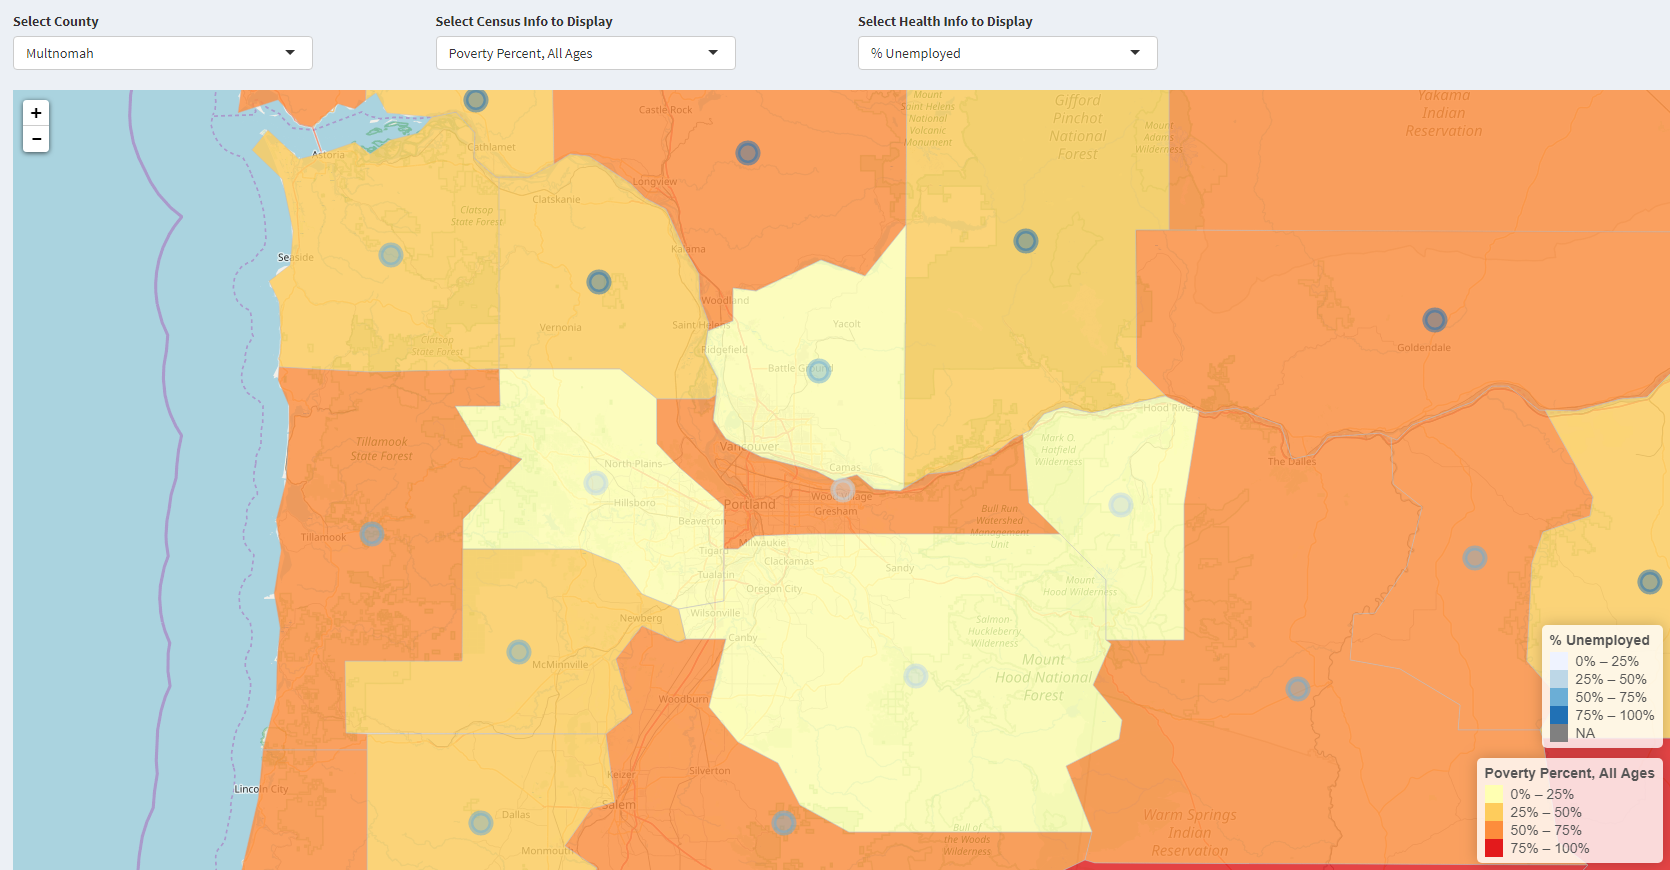 Select County
Select Census Info to Display
Select Health Info to Display
Multnomah
Poverty Percent, All Ages
% Unemployed
+
−
Castle Rock
Mount
Saint Helens
National
Volcanic
Monument
Gifford
Pinchot
National
Forest
Mount
Adams
Wilderness
Yakama
Indian
Reservation
Astoria
Cathlamet
Longview
Clatskanie
Clatsop
State Forest
Seaside
Kalama
Woodland
Saint Helens
Vernonia
Yacolt
Ridgefield
Clatsop
State Forest
Battle Ground
Goldendale
Hood River
Tillamook
State Forest
Vancouver
Mark O.
Hatfield
Wilderness
North Plains
Camas
The Dalles
Hillsboro
Portland
Gresham
Bull Run
Watershed
Management
Unit
Beaverton
Tillamook
Milwaukie
Tigard
Clackamas
Sandy
Tualatin
Oregon City
Mount
Hood Wilderness
Wilsonville
Newberg
Salmon-
Huckleberry
Wilderness
Canby
McMinnville
Mount
Hood National
Forest
Woodburn
Keizer
Silverton
Lincoln City
Salem
Dallas
Monmouth
Bull of
the Woods
Wilderness
Warm Springs
Indian
Reservation
% Unemployed
0% – 25%
25% – 50%
50% – 75%
75% – 100%
NA
Poverty Percent, All Ages
0% – 25%
25% – 50%
50% – 75%
75% – 100%